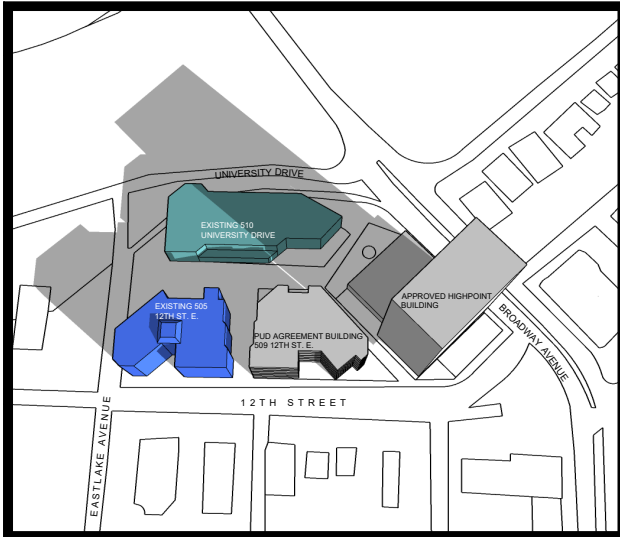 UNIVERSITY DRIVE
EXISTING 510
UNIVERSITY DRIVE
EXISTING 505
12TH ST. E.
PUD AGREEMENT BUILDING
509 12TH ST. E.
APPROVED HIGHPOINT
BUILDING
BROADWAY AVENUE
12TH STREET
EASTLAKE AVENUE